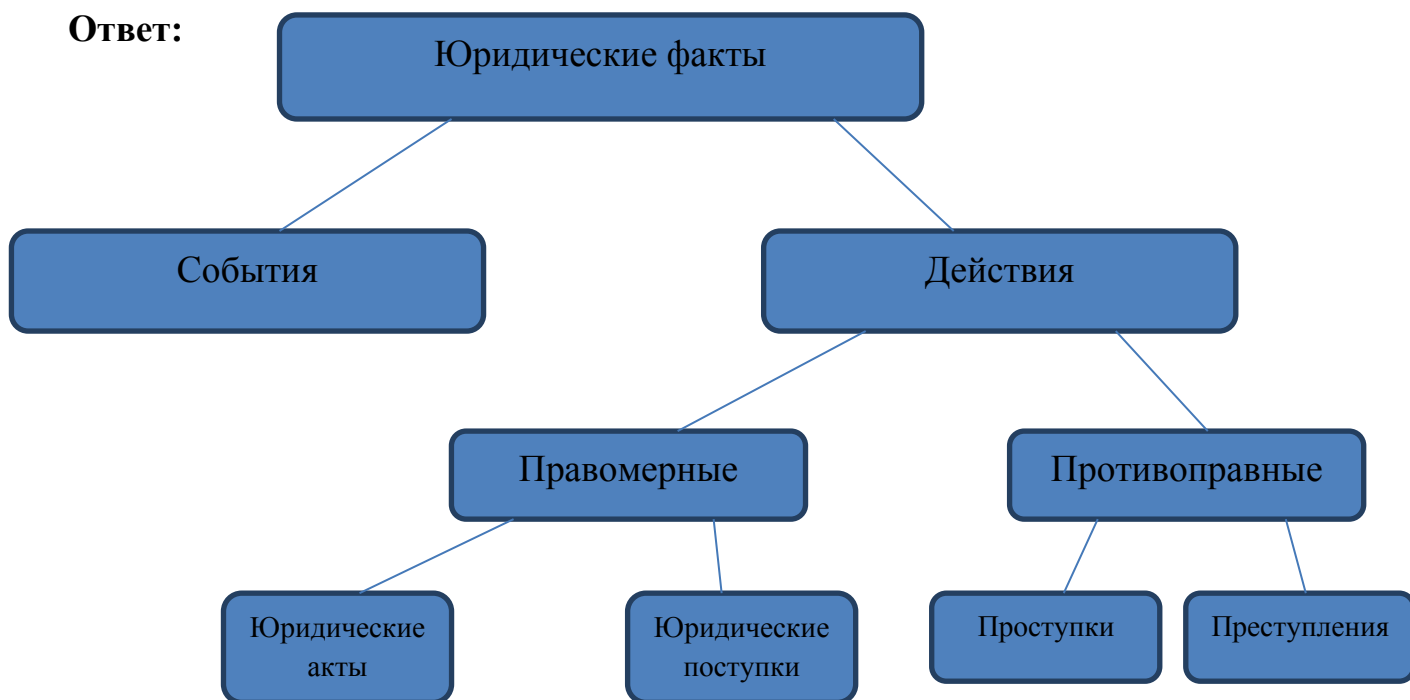 Ответ:
Юридические факты
События
Действия
Правомерные
Противоправные
Юридические
акты
Юридические
поступки
Проступки
Преступления